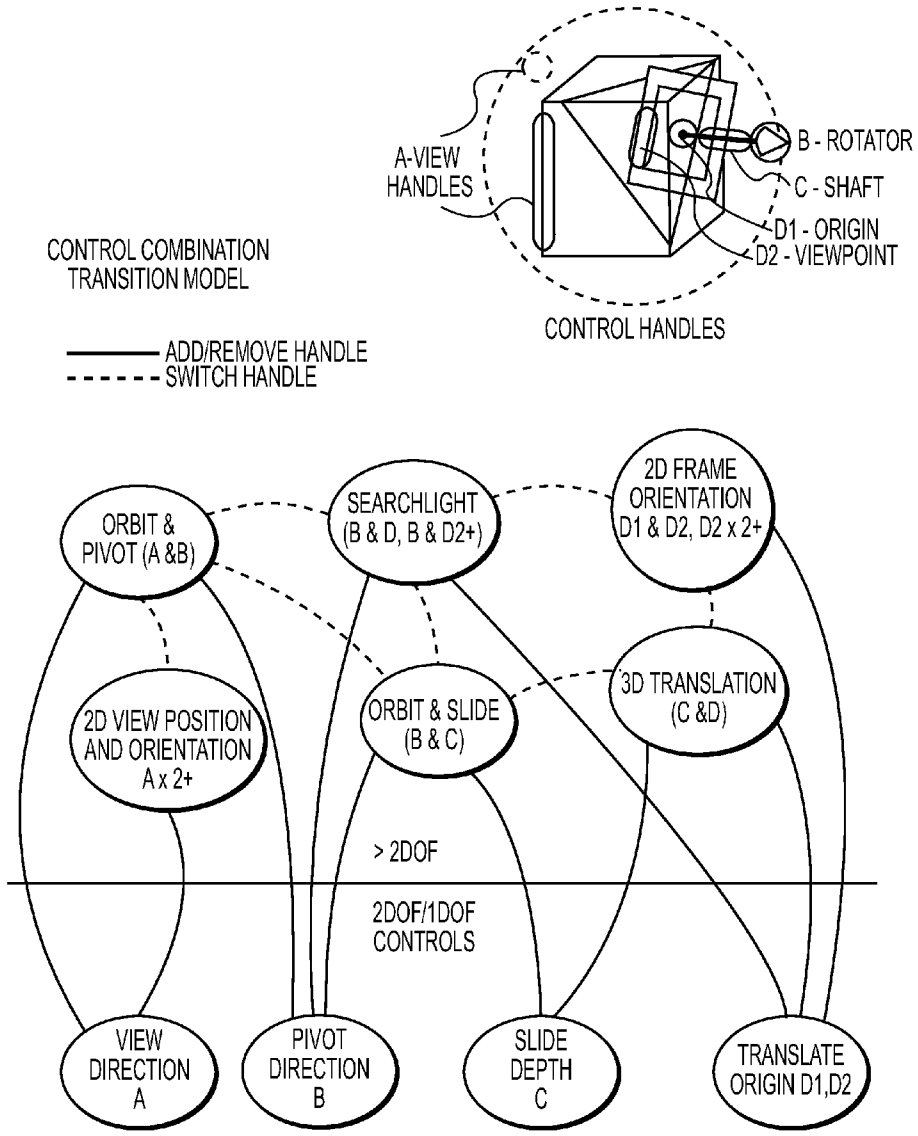 A-VIEW
HANDLES
B - ROTATOR
C - SHAFT
D1 - ORIGIN
D2 - VIEWPOINT
CONTROL HANDLES
CONTROL COMBINATION
TRANSITION MODEL
ADD/REMOVE HANDLE
SWITCH HANDLE
ORBIT &
PIVOT (A &B)
SEARCHLIGHT
(B & D, B & D2+)
2D FRAME
ORIENTATION
D1 & D2, D2 x 2+
2D VIEW POSITION
AND ORIENTATION
A x 2+
ORBIT & SLIDE
(B & C)
3D TRANSLATION
(C &D)
> 2DOF
2DOF/1DOF
CONTROLS
VIEW
DIRECTION
A
PIVOT
DIRECTION
B
SLIDE
DEPTH
C
TRANSLATE
ORIGIN D1,D2